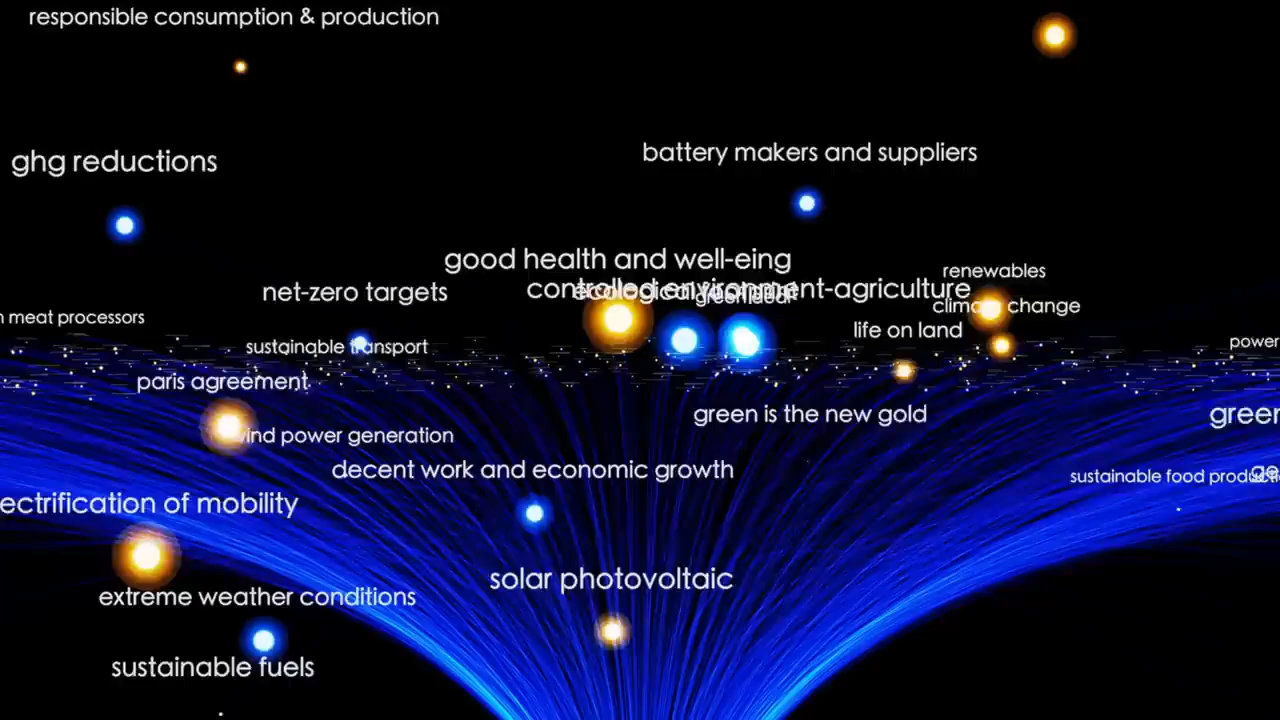 responsible consumption & production
ghg reductions
battery makers and suppliers
good health and well-eing
renewables
controlled environment-agriculture
net-zero targets
climate change
meat processors
life on land
power
sustainable transport
paris agreement
green is the new gold
green
wind power generation
decent work and economic growth
sustainable food
ectrification of mobility
solar photovoltaic
extreme weather conditions
sustainable fuels